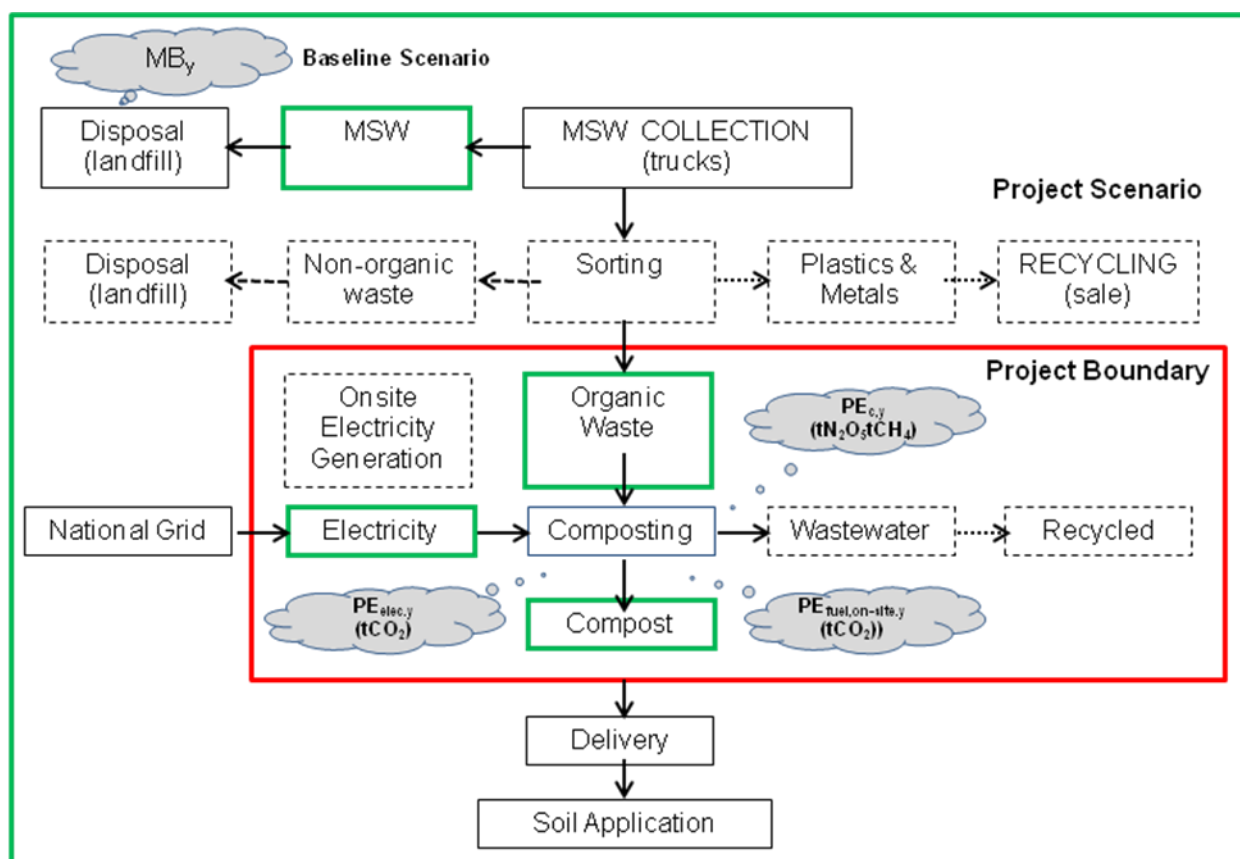 MBy
Baseline Scenario
Disposal
(landfill)
MSW
MSW COLLECTION
(trucks)
Project Scenario
Disposal
(landfill)
Non-organic
waste
Sorting
Plastics &
Metals
RECYCLING
(sale)
Project Boundary
Onsite
Electricity
Generation
Organic
Waste
PEc,y
(tN2O5tCH4)
National Grid
Electricity
Composting
Wastewater
Recycled
PEelec,y
(tCO2)
Compost
PEfuel,on-site,y
(tCO2))
Delivery
Soil Application